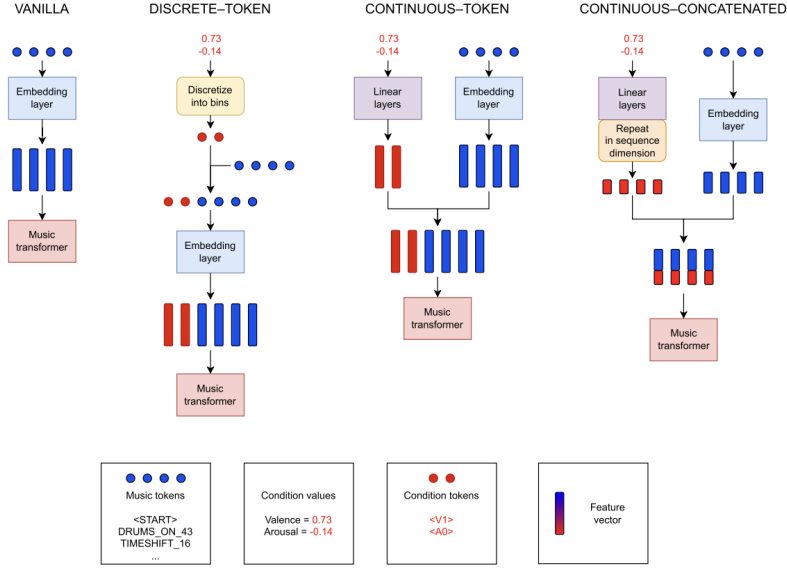 VANILLA
DISCRETE–TOKEN
CONTINUOUS–TOKEN
CONTINUOUS–CONCATENATED
Embedding
layer
Music
transformer
0.73
-0.14
Discretize
into bins
Embedding
layer
Music
transformer
0.73
-0.14
Linear
layers
Embedding
layer
Music
transformer
0.73
-0.14
Linear
layers
Repeat
in sequence
dimension
Embedding
layer
Music
transformer
Music tokens
<START>
DRUMS_ON_43
TIMESHIFT_16
...
Condition values
Valence = 0.73
Arousal = -0.14
Condition tokens
<V1>
<A0>
Feature
vector